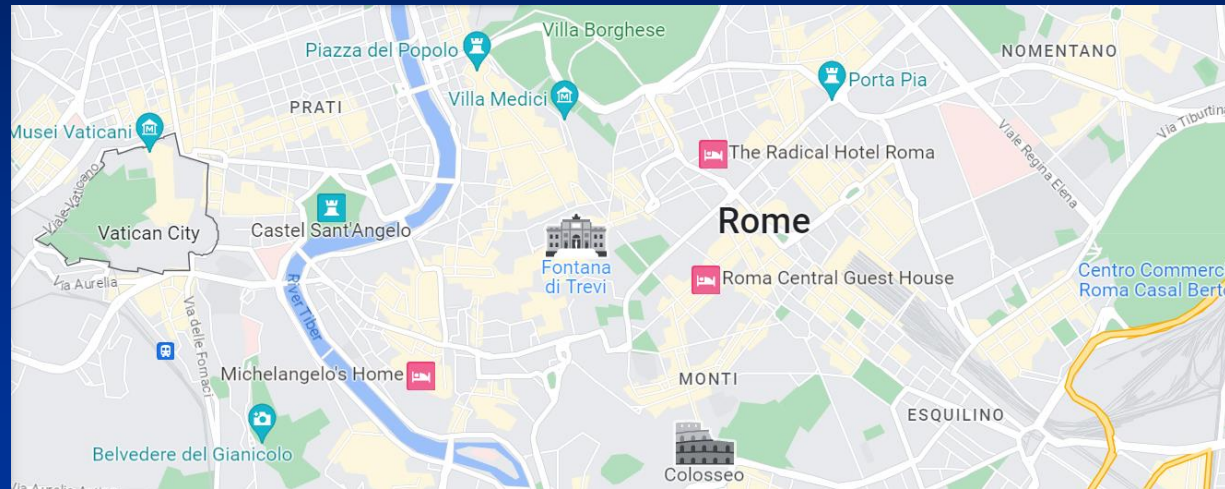 Villa Borghese
Piazza del Popolo
NOMENTANO
Porta Pia
Villa Medici
PRATI
Musei Vaticani
Via Tiburtina
Viale Regina Elena
The Radical Hotel Roma
Viale Vaticano
Castel Sant'Angelo
Vatican City
Rome
Fontana
di Trevi
Roma Central Guest House
Centro Commerc
Roma Casal Berto
Via Aurelia
River Tiber
Via delle Fornaci
Michelangelo's Home
MONTI
ESQUILINO
Belvedere del Gianicolo
Colosseo